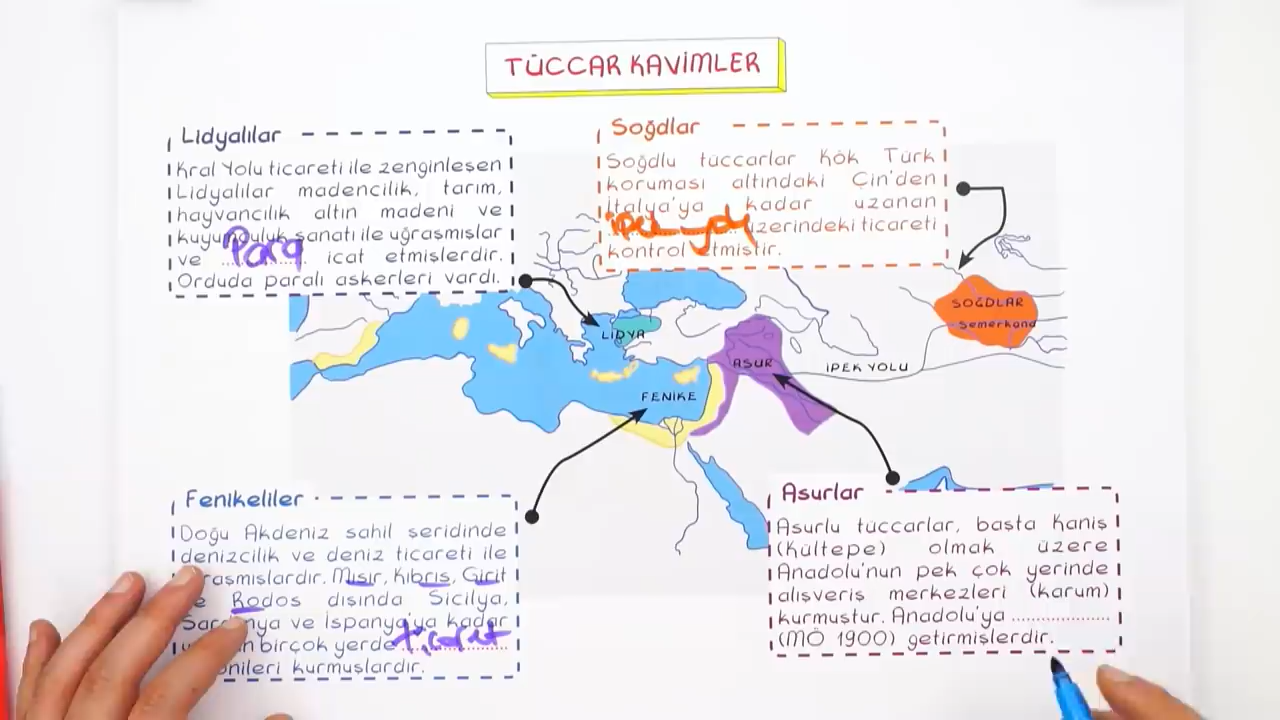 TÜCCAR KAVİMLER
Lidyalılar
Kral Yolu ticareti ile zenginleşen
Lidyalılar madencilik, tarım,
hayvancılık altın madeni ve
kuyumculuk sanatı ile uğraşmışlar
ve Para icat etmişlerdir.
Orduda paralı askerleri vardı.
Soğdlar
Soğdlu tüccarlar Kök Türk
koruması altındaki Çin'den
İtalya'ya kadar uzanan
ipek yolu üzerindeki ticareti
kontrol etmiştir.
SOĞDLAR
Semerkand
LİDYA
ASUR
İPEK YOLU
FENİKE
Fenikeliler
Doğu Akdeniz sahil şeridinde
denizcilik ve deniz ticareti ile
Mısır, Kıbrıs, Girit
Rodos dışında Sicilya,
ve İspanya'ya kadar
birçok yerde ticaret
kurmuşlardır.
Asurlar
Asurlu tüccarlar, başta Kaniş
(Kültepe) olmak üzere
Anadolu'nun pek çok yerinde
alışveriş merkezleri (karum)
kurmuştur. Anadolu'ya ....................
(MÖ 1900) getirmişlerdir.